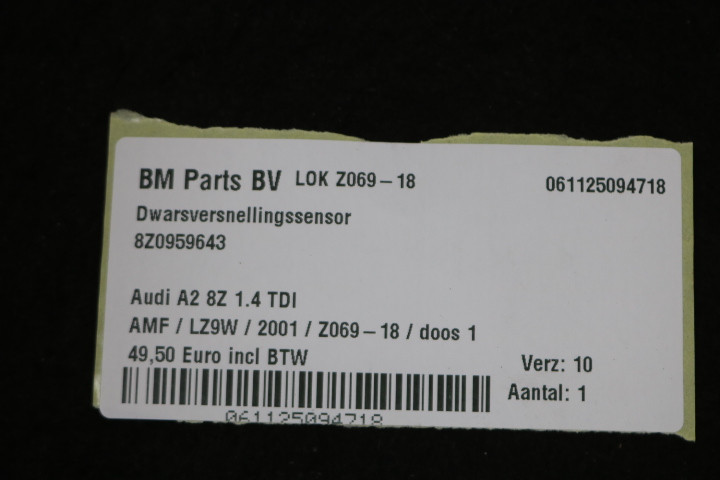 BM Parts BV LOK Z069-18 061125094718
Dwarsversnellingssensor
8Z0959643
Audi A2 8Z 1.4 TDI
AMF / LZ9W / 2001 / Z069-18 / doos 1
49,50 Euro incl BTW
Verz: 10
Aantal: 1
061125094718